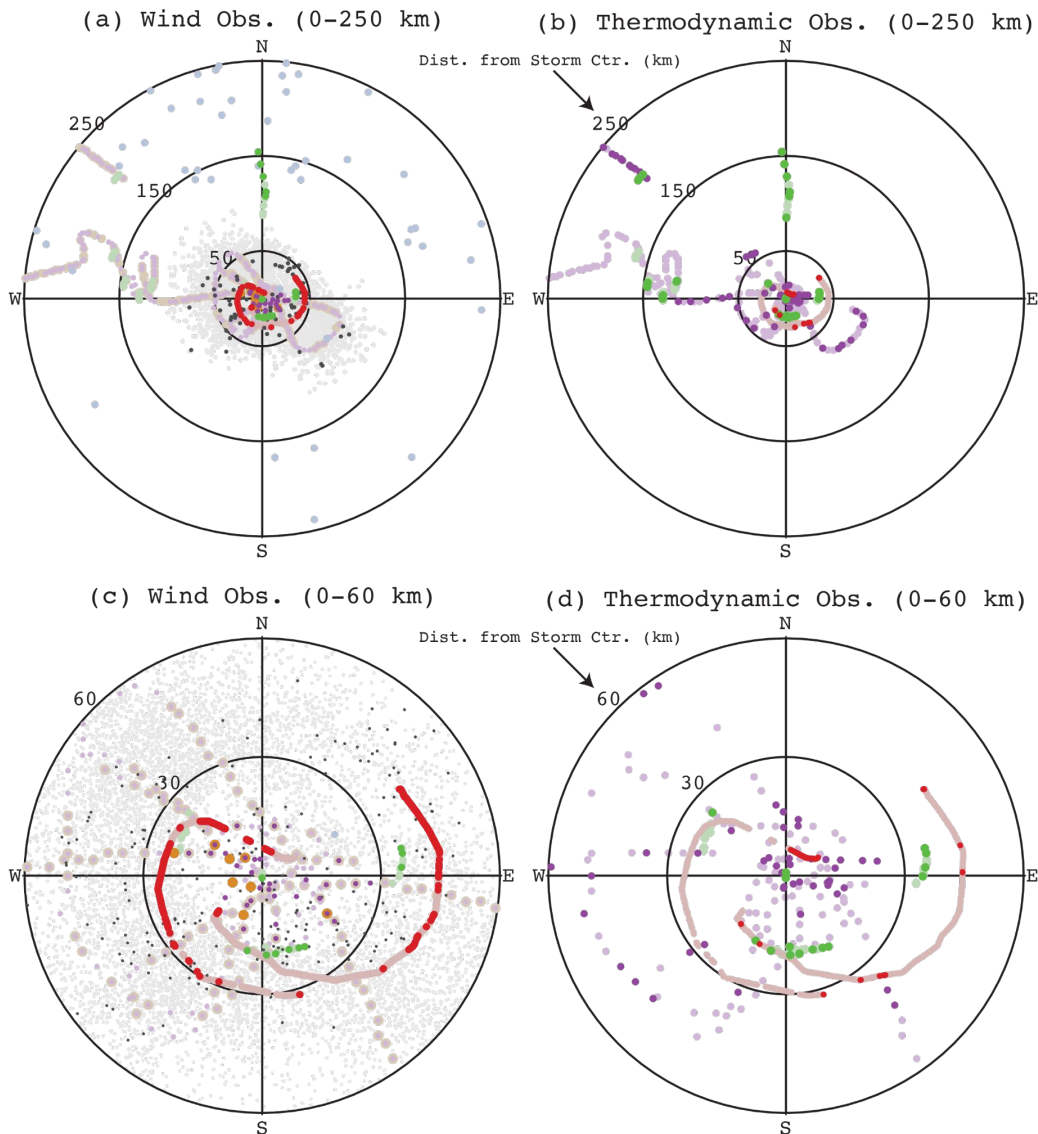 (a) Wind Obs. (0-250 km)
(b) Thermodynamic Obs. (0-250 km)
N
Dist. from Storm Ctr. (km)
N
250
250
150
150
50
50
W
E
W
E
S
S
(c) Wind Obs. (0-60 km)
(d) Thermodynamic Obs. (0-60 km)
N
Dist. from Storm Ctr. (km)
N
60
60
30
30
W
E
W
E
S
S